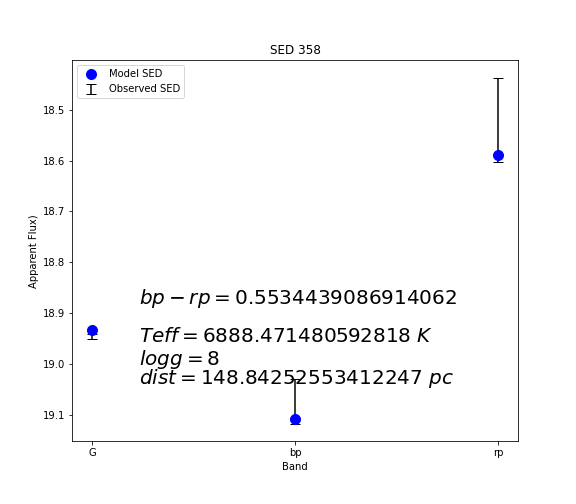 SED 358
Model SED
Observed SED
Apparent Flux)
18.5
18.6
18.7
18.8
18.9
19.0
19.1
bp − rp = 0.5534439086914062
Teff = 6888.471480592818 K
logg = 8
dist = 148.84252553412247 pc
G
bp
rp
Band